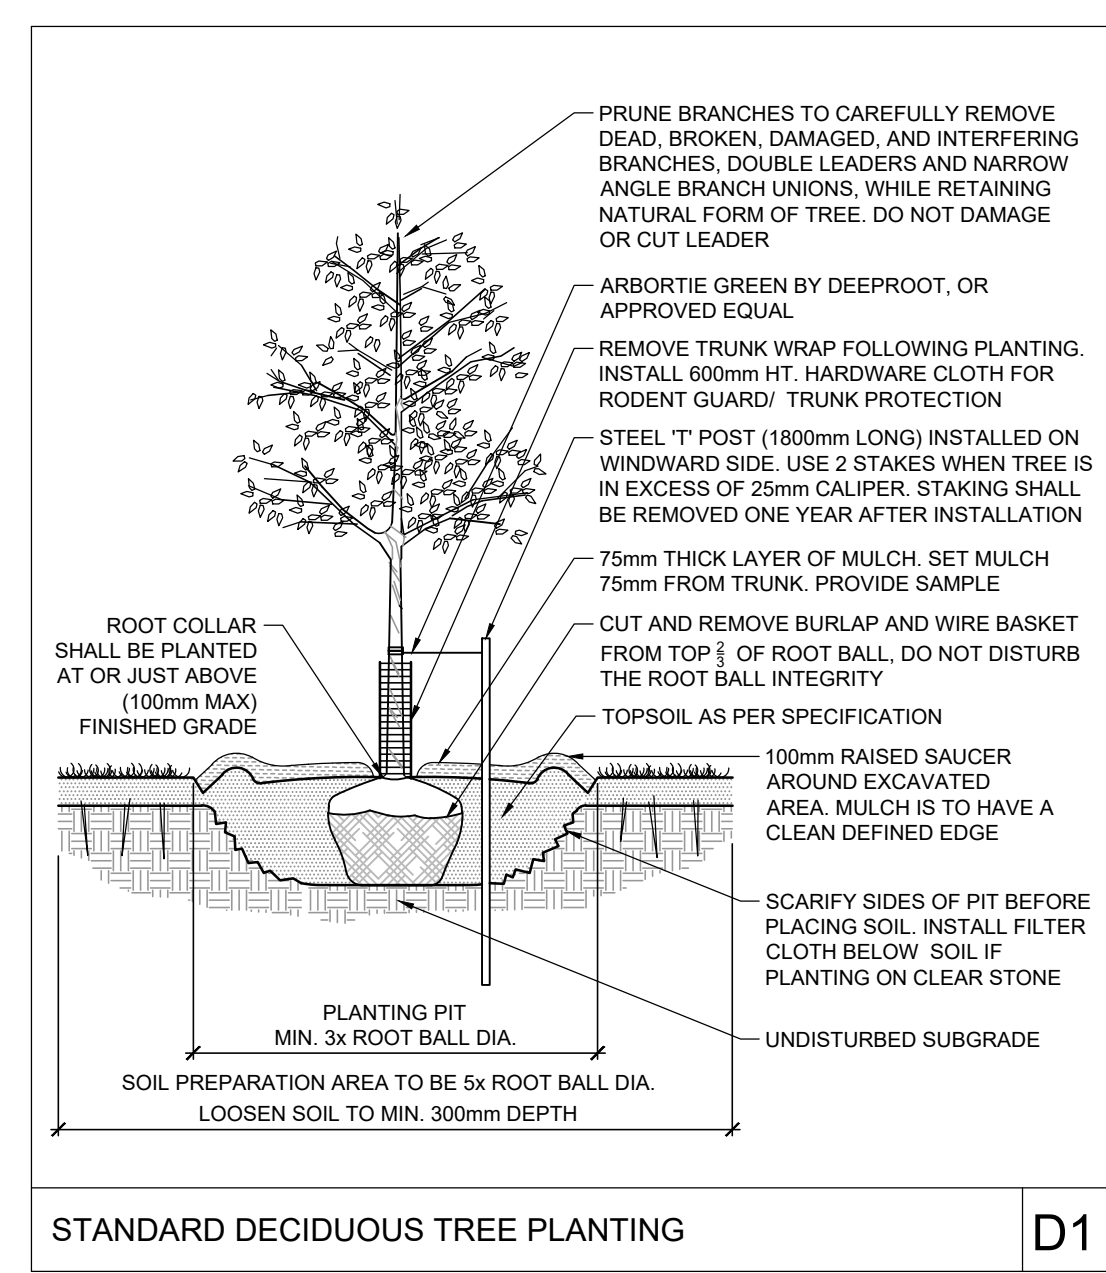 PRUNE BRANCHES TO CAREFULLY REMOVE
DEAD, BROKEN, DAMAGED, AND INTERFERING
BRANCHES, DOUBLE LEADERS AND NARROW
ANGLE BRANCH UNIONS, WHILE RETAINING
NATURAL FORM OF TREE. DO NOT DAMAGE
OR CUT LEADER
ARBORTIE GREEN BY DEEPROOT, OR
APPROVED EQUAL
REMOVE TRUNK WRAP FOLLOWING PLANTING.
INSTALL 600mm HT. HARDWARE CLOTH FOR
RODENT GUARD/ TRUNK PROTECTION
STEEL 'T' POST (1800mm LONG) INSTALLED ON
WINDWARD SIDE. USE 2 STAKES WHEN TREE IS
IN EXCESS OF 25mm CALIPER. STAKING SHALL
BE REMOVED ONE YEAR AFTER INSTALLATION
75mm THICK LAYER OF MULCH. SET MULCH
75mm FROM TRUNK. PROVIDE SAMPLE
CUT AND REMOVE BURLAP AND WIRE BASKET
FROM TOP 2/3 OF ROOT BALL, DO NOT DISTURB
THE ROOT BALL INTEGRITY
TOPSOIL AS PER SPECIFICATION
ROOT COLLAR
SHALL BE PLANTED
AT OR JUST ABOVE
(100mm MAX)
FINISHED GRADE
100mm RAISED SAUCER
AROUND EXCAVATED
AREA. MULCH IS TO HAVE A
CLEAN DEFINED EDGE
SCARIFY SIDES OF PIT BEFORE
PLACING SOIL. INSTALL FILTER
CLOTH BELOW SOIL IF
PLANTING ON CLEAR STONE
UNDISTURBED SUBGRADE
PLANTING PIT
MIN. 3x ROOT BALL DIA.
SOIL PREPARATION AREA TO BE 5x ROOT BALL DIA.
LOOSEN SOIL TO MIN. 300mm DEPTH
STANDARD DECIDUOUS TREE PLANTING
D1